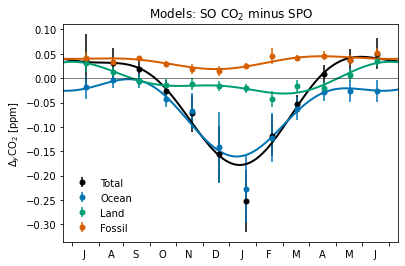 Models: SO CO₂ minus SPO
ΔᵧCO₂ [ppm]
0.10
0.05
0.00
−0.05
−0.10
−0.15
−0.20
−0.25
−0.30
Total
Ocean
Land
Fossil
J A S O N D J F M A M J